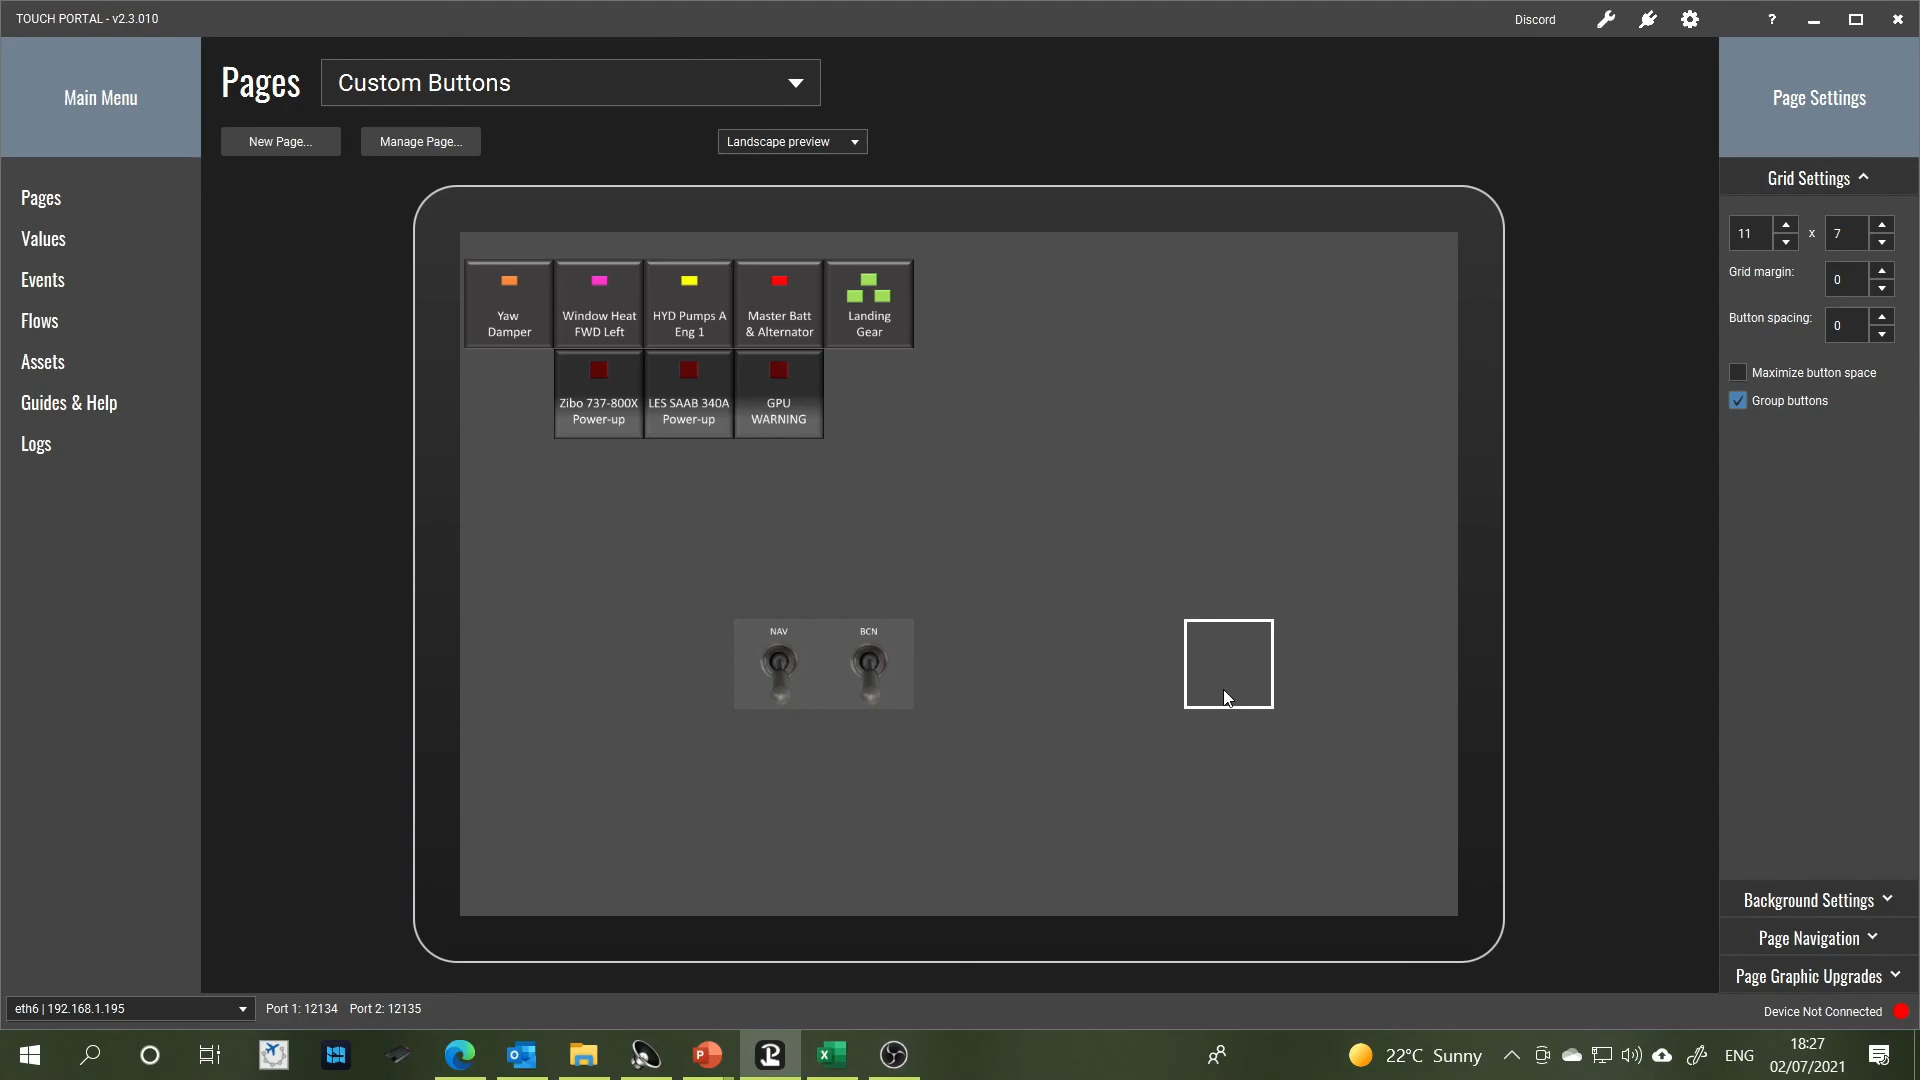 TOUCH PORTAL - v2.3.010
Discord
?
Main Menu
Pages
Custom Buttons
Page Settings
New Page...
Manage Page...
Landscape preview
Pages
Values
Events
Flows
Assets
Guides & Help
Logs
Grid Settings
11 x 7
Grid margin: 0
Button spacing: 0
Maximize button space
Group buttons
Yaw
Damper
Window Heat
FWD Left
HYD Pumps A
Eng 1
Master Batt
& Alternator
Landing
Gear
Zibo 737-800X
Power-up
LES SAAB 340A
Power-up
GPU
WARNING
NAV
BCN
Background Settings
Page Navigation
Page Graphic Upgrades
eth6 | 192.168.1.195
Port 1: 12134 Port 2: 12135
Device Not Connected
22°C Sunny
ENG
18:27
02/07/2021